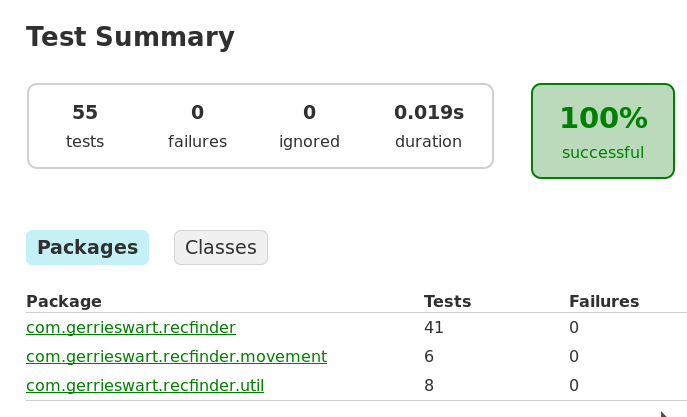 Test Summary
55 0 0 0.019s
tests failures ignored duration
100%
successful
Packages Classes
Package Tests Failures
com.gerrieswart.recfinder 41 0
com.gerrieswart.recfinder.movement 6 0
com.gerrieswart.recfinder.util 8 0